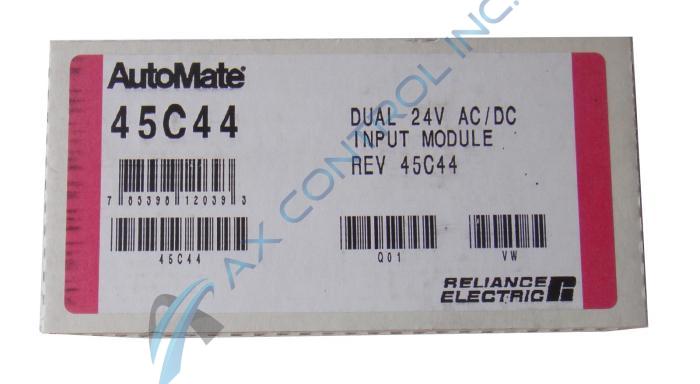 AutoMate
45C44
DUAL 24V AC/DC
INPUT MODULE
REV 45C44
7 85398 12039 3
45C44
Q01
VW
RELIANCE
ELECTRIC
AX CONTROL INC.